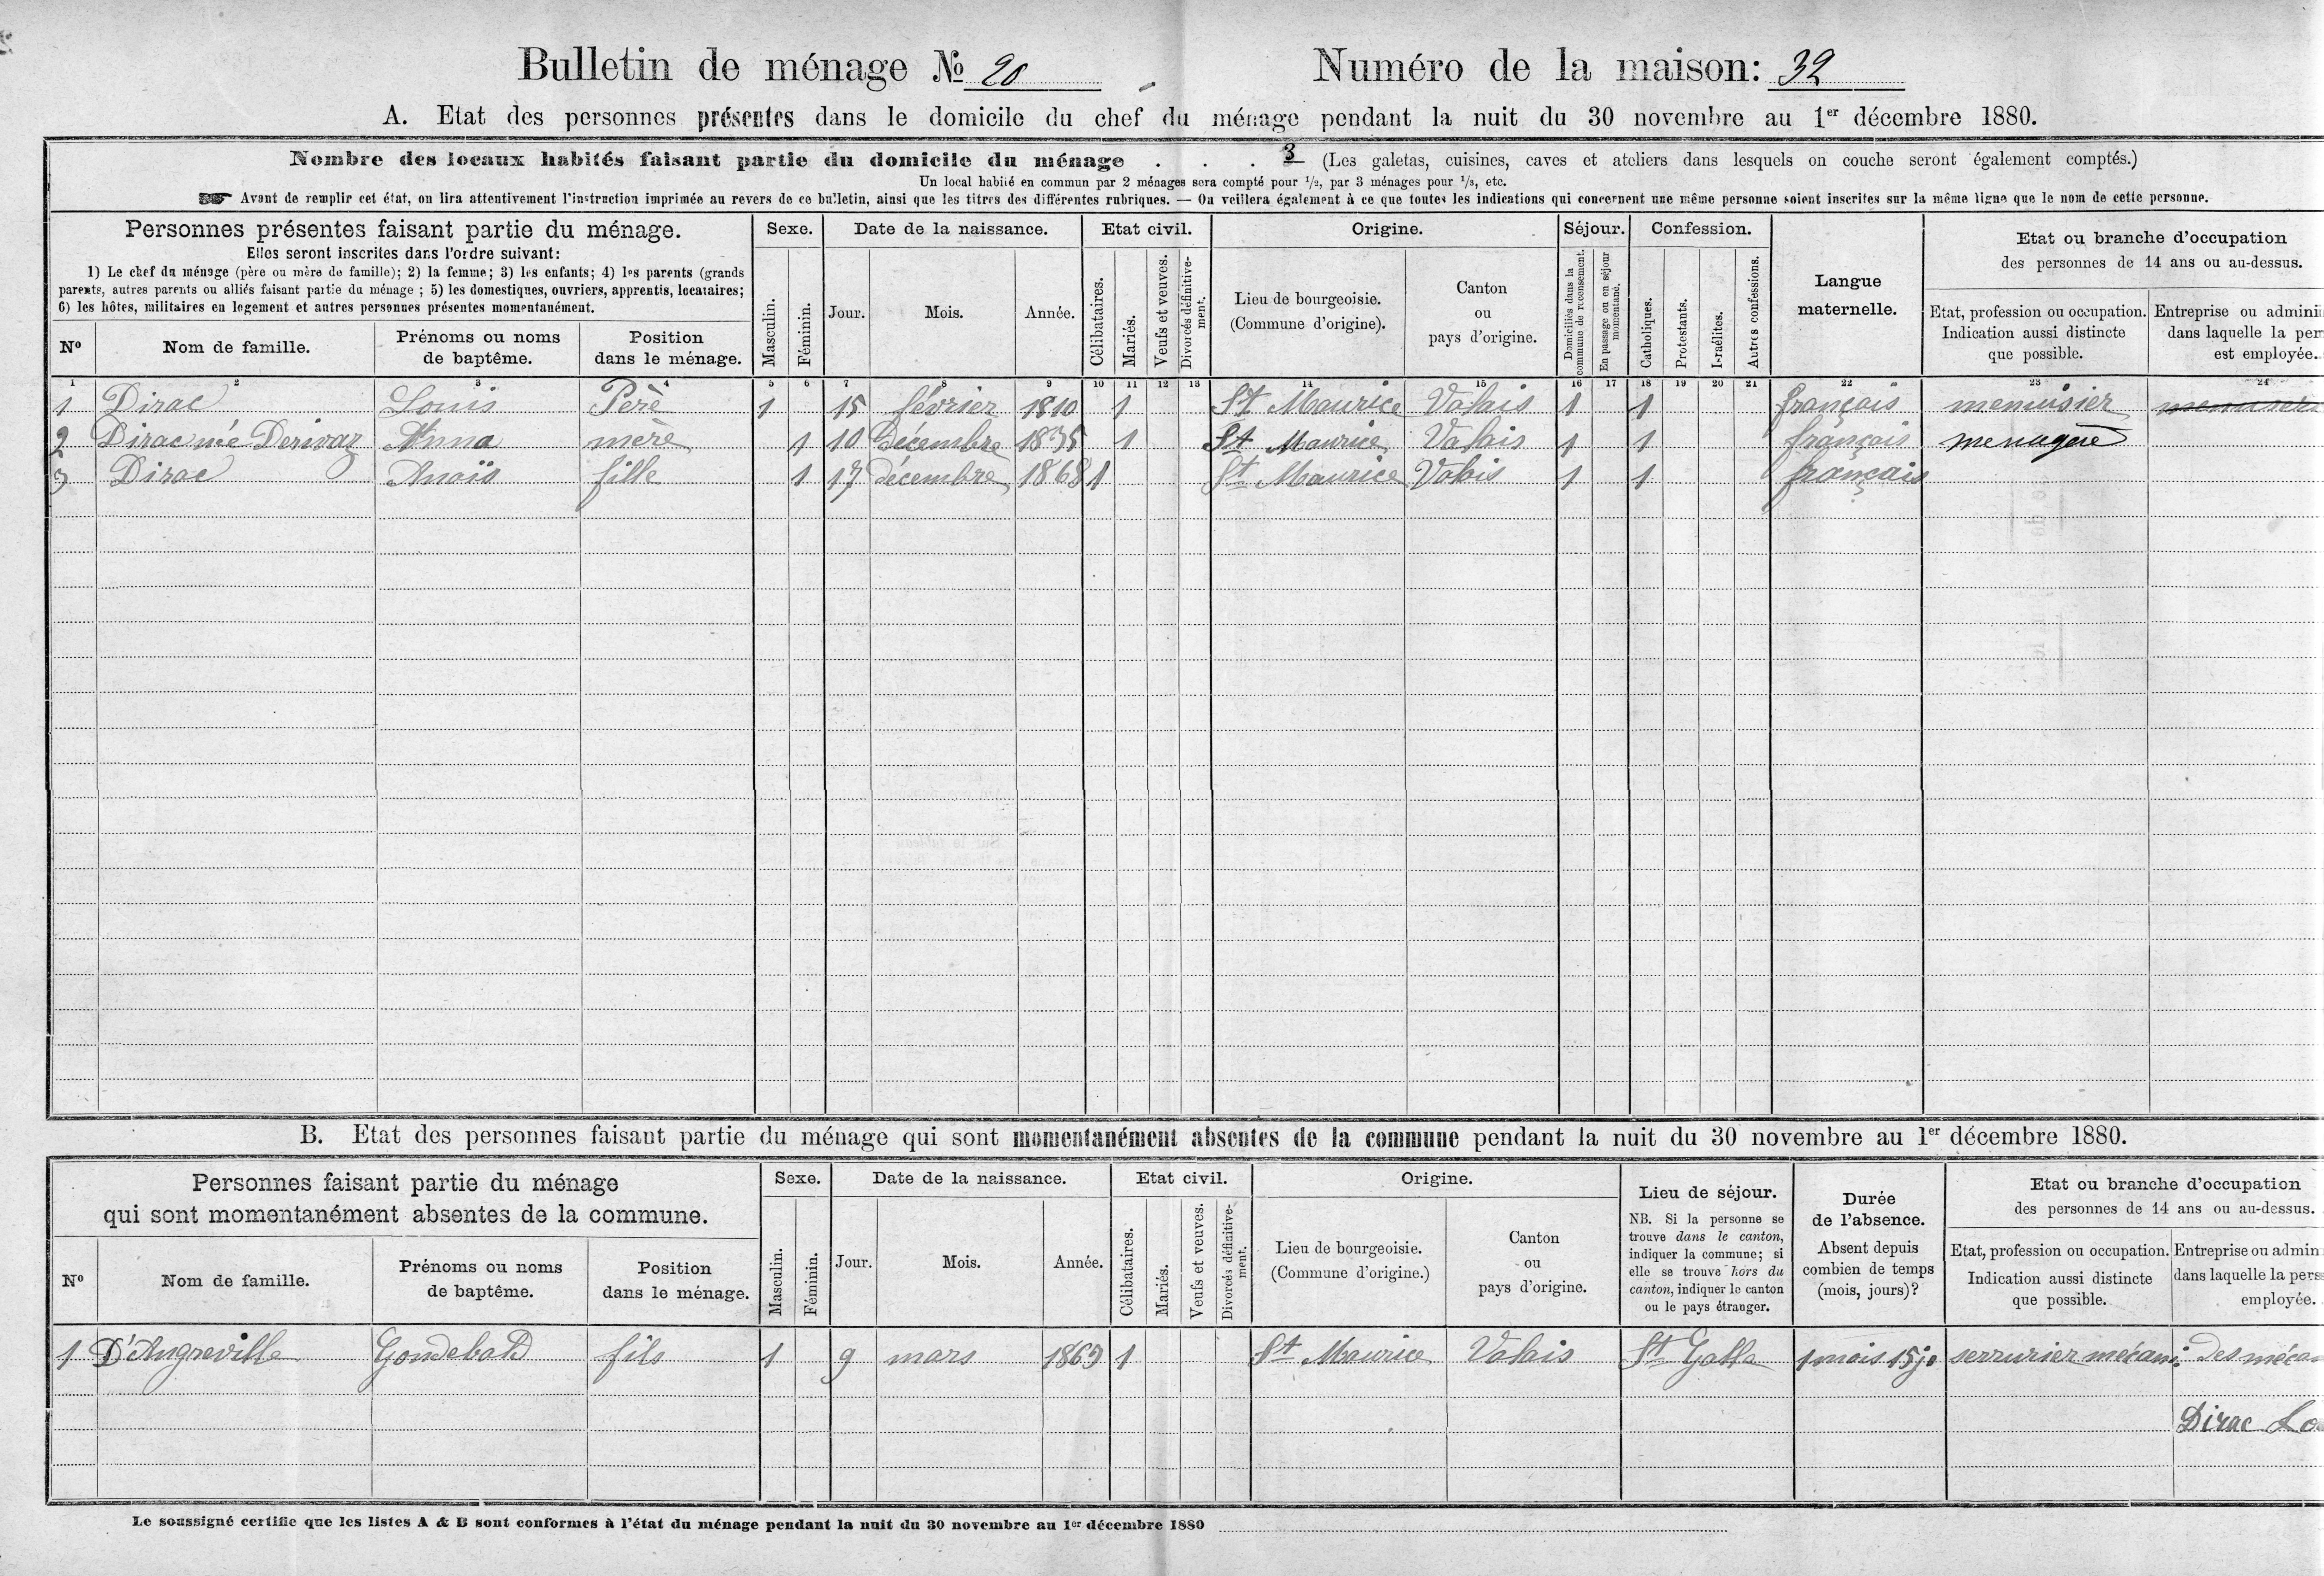 Bulletin de ménage № 20
Numéro de la maison: 32
A. Etat des personnes présentes dans le domicile du chef du ménage pendant la nuit du 30 novembre au 1er décembre 1880.
Nombre des locaux habités faisant partie du domicile du ménage . . . 3 (Les galetas, cuisines, caves et ateliers dans lesquels on couche seront également comptés.)
Un local habité en commun par 2 ménages sera compté pour 1/2, par 3 ménages pour 1/3, etc.
Avant de remplir cet état, on lira attentivement l'instruction imprimée au revers de ce bulletin, ainsi que les titres des différentes rubriques. — On veillera également à ce que toutes les indications qui concernent une même personne soient inscrites sur la même ligne que le nom de cette personne.
Personnes présentes faisant partie du ménage.
Elles seront inscrites dans l'ordre suivant:
1) Le chef du ménage (père ou mère de famille); 2) la femme; 3) les enfants; 4) les parents (grands
parents, autres parents ou alliés faisant partie du ménage ; 5) les domestiques, ouvriers, apprentis, locataires;
6) les hôtes, militaires en logement et autres personnes présentes momentanément.
Nº
Nom de famille.
Prénoms ou noms
de baptême.
Position
dans le ménage.
Sexe.
Masculin.
Féminin.
Date de la naissance.
Jour.
Mois.
Année.
Etat civil.
Célibataires.
Mariés.
Veufs et veuves.
Divorcés définitive-
ment.
Origine.
Lieu de bourgeoisie.
(Commune d'origine).
Canton
ou
pays d'origine.
Séjour.
Domiciliés dans la
commune de recensement.
En passage ou en séjour
momentané.
Confession.
Catholiques.
Protestants.
Israélites.
Autres confessions.
Langue
maternelle.
Etat ou branche d'occupation
des personnes de 14 ans ou au-dessus.
Etat, profession ou occupation.
Indication aussi distincte
que possible.
Entreprise ou admini
dans laquelle la per
est employée.
1 2 3 4 5 6 7 8 9 10 11 12 13 14 15 16 17 18 19 20 21 22 23 24
1 Dirac Louis Perè 1 15 février 1810 1 St Maurice Valais 1 1 français menuisier
2 Dirac née Derivaz Anna merè 1 10 décembre 1835 1 St Maurice Valais 1 1 français menagerè
3 Dirac Anaïs fille 1 17 décembre 1868 1 St Maurice Valais 1 1 français
B. Etat des personnes faisant partie du ménage qui sont momentanément absentes de la commune pendant la nuit du 30 novembre au 1er décembre 1880.
Personnes faisant partie du ménage
qui sont momentanément absentes de la commune.
Nº
Nom de famille.
Prénoms ou noms
de baptême.
Position
dans le ménage.
Sexe.
Masculin.
Féminin.
Date de la naissance.
Jour.
Mois.
Année.
Etat civil.
Célibataires.
Mariés.
Veufs et veuves.
Divorcés définitive-
ment.
Origine.
Lieu de bourgeoisie.
(Commune d'origine.)
Canton
ou
pays d'origine.
Lieu de séjour.
NB. Si la personne se
trouve dans le canton,
indiquer la commune; si
elle se trouve hors du
canton, indiquer le canton
ou le pays étranger.
Durée
de l'absence.
Absent depuis
combien de temps
(mois, jours)?
Etat ou branche d'occupation
des personnes de 14 ans ou au-dessus.
Etat, profession ou occupation.
Indication aussi distincte
que possible.
Entreprise ou admin
dans laquelle la pers
employée.
1 D'Angreville Gondebald fils 1 9 mars 1863 1 St Maurice Valais St Galle 1 mois 15 jo serrurier mécani. des méca
Dirac Lo
Le soussigné certifie que les listes A & B sont conformes à l'état du ménage pendant la nuit du 30 novembre au 1er décembre 1880